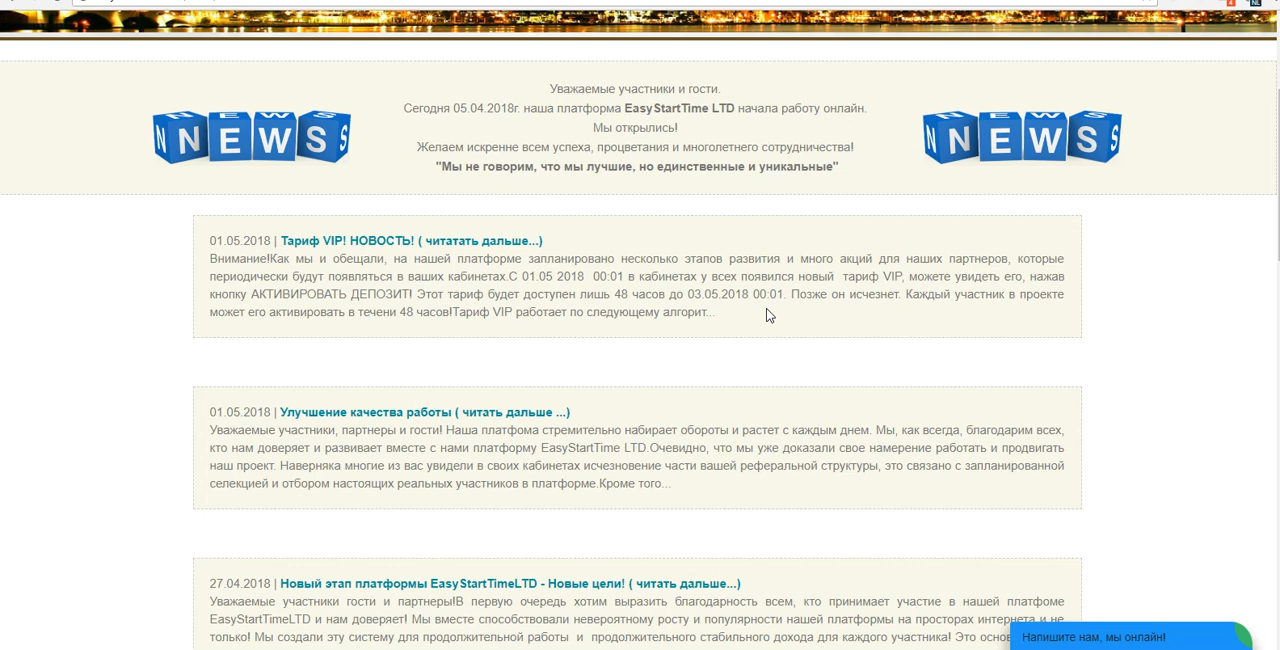 NEWS
Уважаемые участники и гости.
Сегодня 05.04.2018г. наша платформа EasyStartTime LTD начала работу онлайн.
Мы открылись!
Желаем искренне всем успеха, процветания и многолетнего сотрудничества!
"Мы не говорим, что мы лучшие, но единственные и уникальные"
NEWS
01.05.2018 | Тариф VIP! НОВОСТЬ! ( читатать дальше...)
Внимание!Как мы и обещали, на нашей платформе запланировано несколько этапов развития и много акций для наших партнеров, которые
периодически будут появляться в ваших кабинетах.С 01.05 2018 00:01 в кабинетах у всех появился новый тариф VIP, можете увидеть его, нажав
кнопку АКТИВИРОВАТЬ ДЕПОЗИТ! Этот тариф будет доступен лишь 48 часов до 03.05.2018 00:01. Позже он исчезнет. Каждый участник в проекте
может его активировать в течени 48 часов!Тариф VIP работает по следующему алгорит...
01.05.2018 | Улучшение качества работы ( читать дальше ...)
Уважаемые участники, партнеры и гости! Наша платфома стремительно набирает обороты и растет с каждым днем. Мы, как всегда, благодарим всех,
кто нам доверяет и развивает вместе с нами платформу EasyStartTime LTD.Очевидно, что мы уже доказали свое намерение работать и продвигать
наш проект. Наверняка многие из вас увидели в своих кабинетах исчезновение части вашей реферальной структуры, это связано с запланированной
селекцией и отбором настоящих реальных участников в платформе.Кроме того...
27.04.2018 | Новый этап платформы EasyStartTimeLTD - Новые цели! ( читать дальше...)
Уважаемые участники гости и партнеры!В первую очередь хотим выразить благодарность всем, кто принимает участие в нашей платфоме
EasyStartTimeLTD и нам доверяет! Мы вместе способствовали невероятному росту и популярности нашей платформы на просторах интернета и не
только! Мы создали эту систему для продолжительной работы и продолжительного стабильного дохода для каждого участника! Это
Напишите нам, мы онлайн!